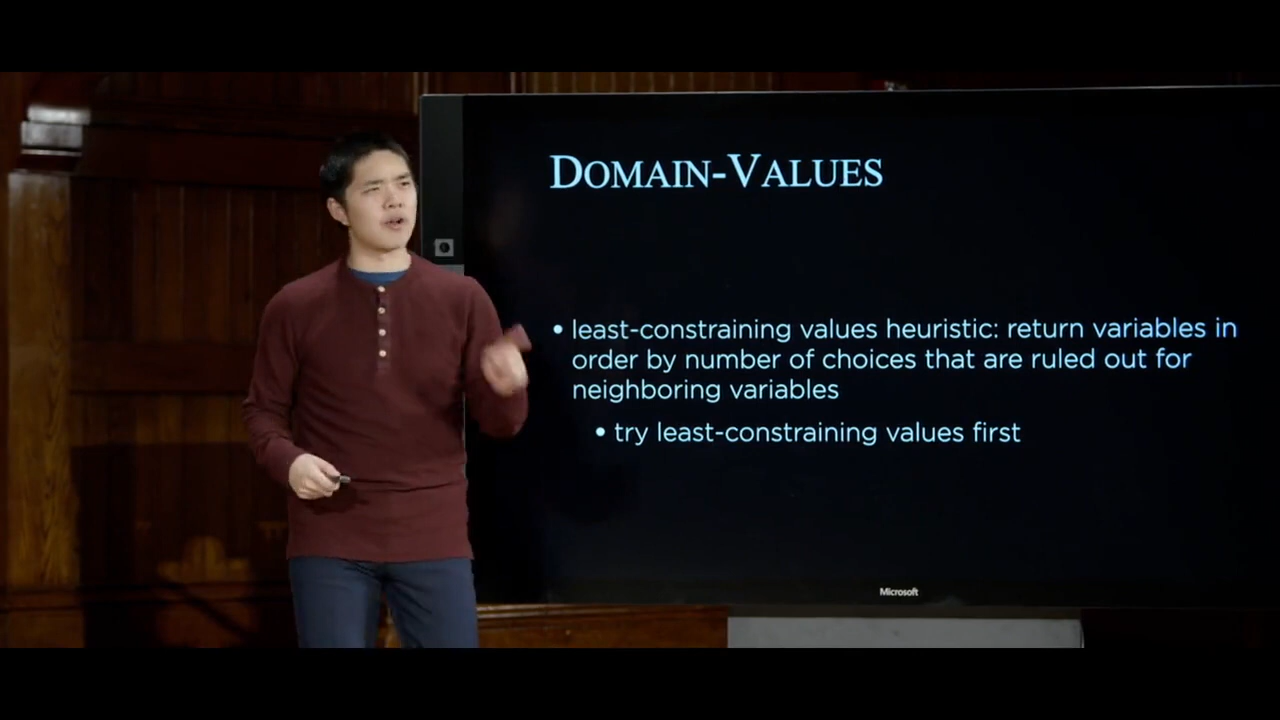 DOMAIN-VALUES
• least-constraining values heuristic: return variables in
order by number of choices that are ruled out for
neighboring variables
• try least-constraining values first
Microsoft